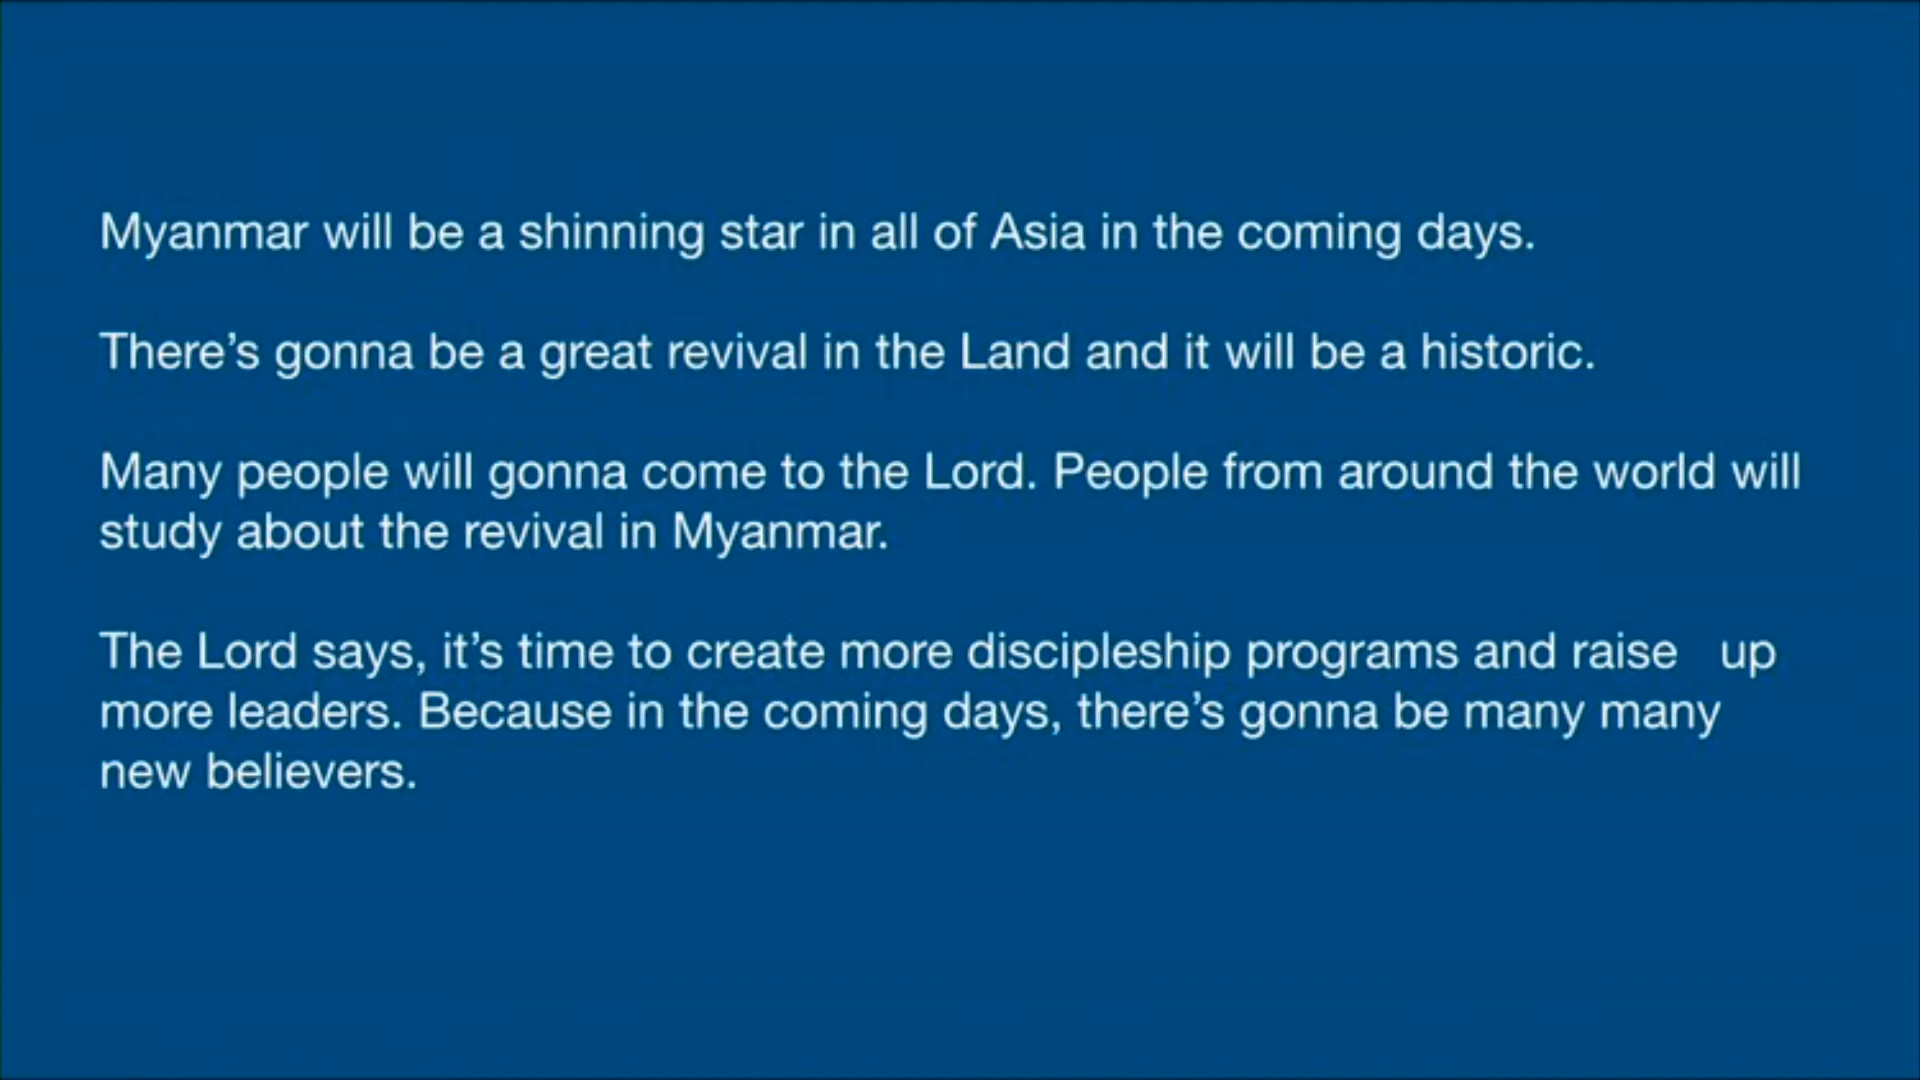 Myanmar will be a shinning star in all of Asia in the coming days.
There’s gonna be a great revival in the Land and it will be a historic.
Many people will gonna come to the Lord. People from around the world will
study about the revival in Myanmar.
The Lord says, it’s time to create more discipleship programs and raise   up
more leaders. Because in the coming days, there’s gonna be many many
new believers.